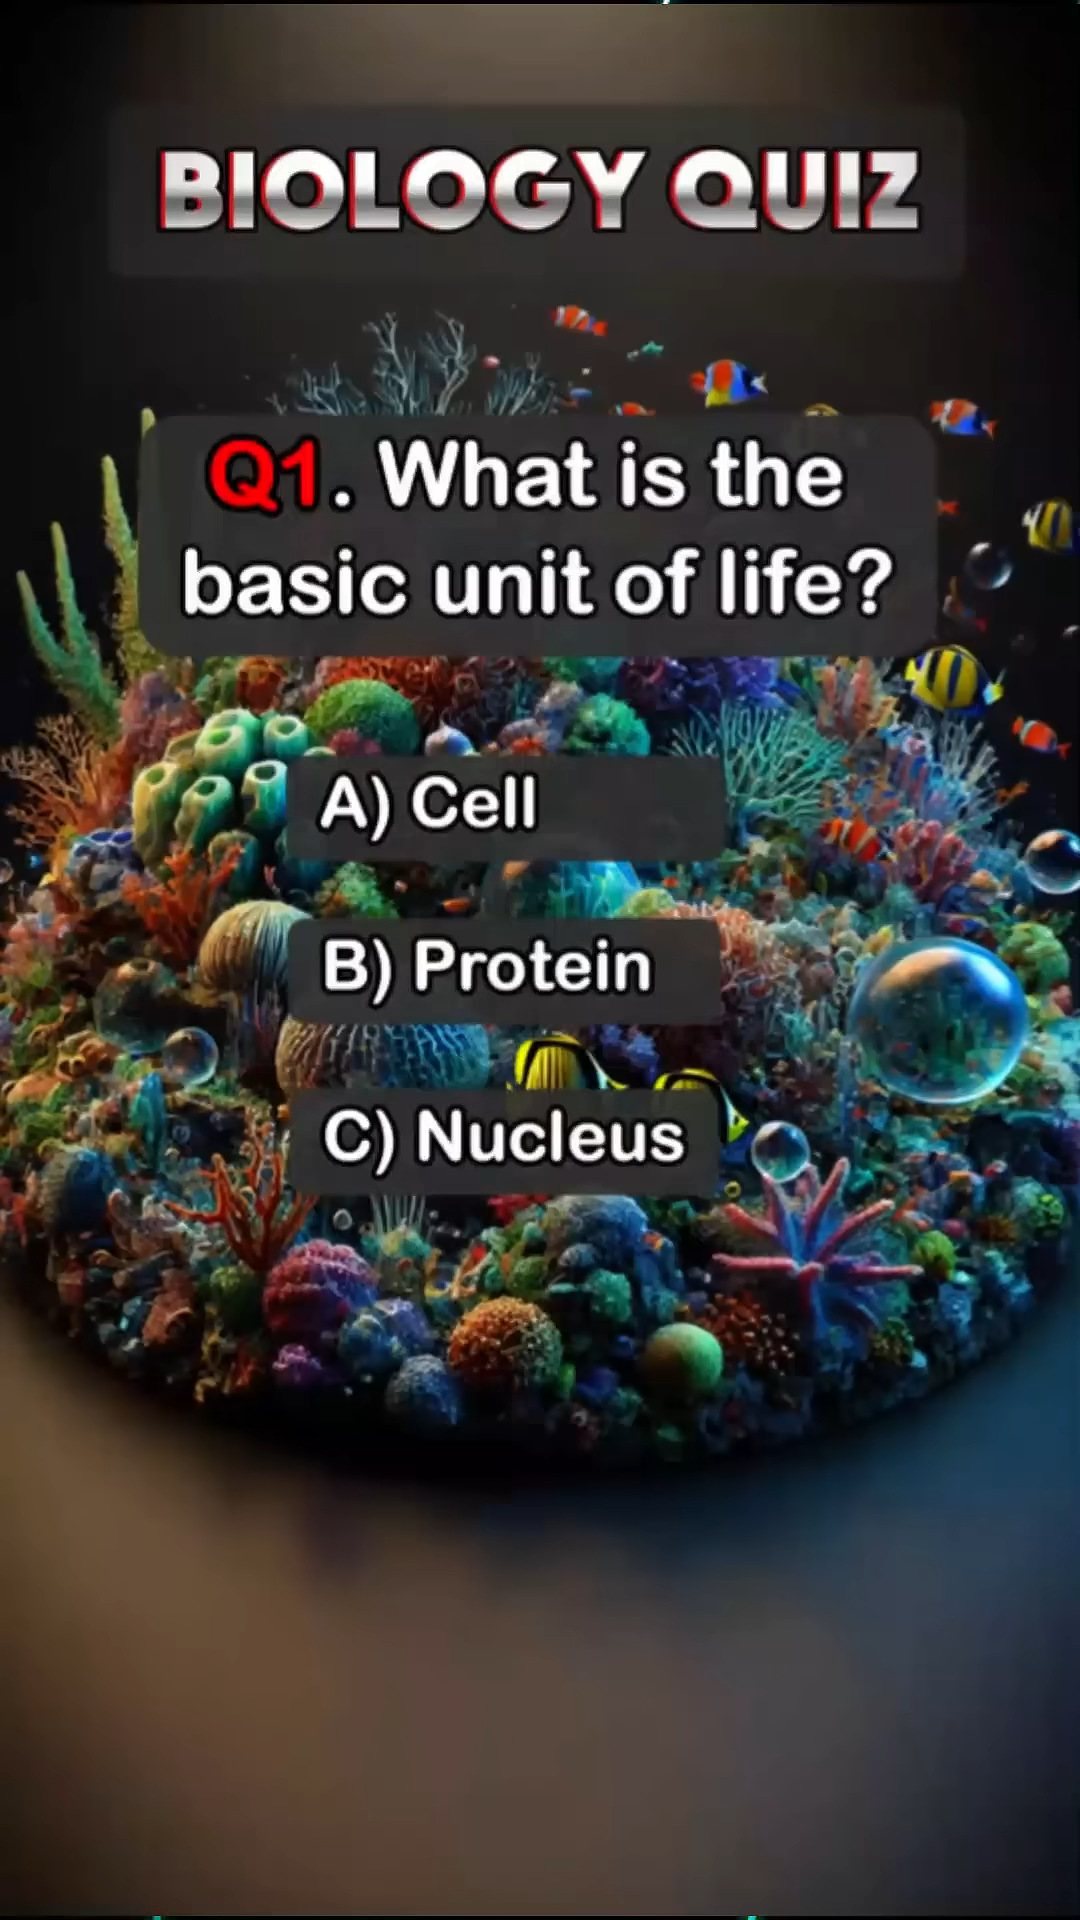 BIOLOGY QUIZ
Q1. What is the
basic unit of life?
A) Cell
B) Protein
C) Nucleus